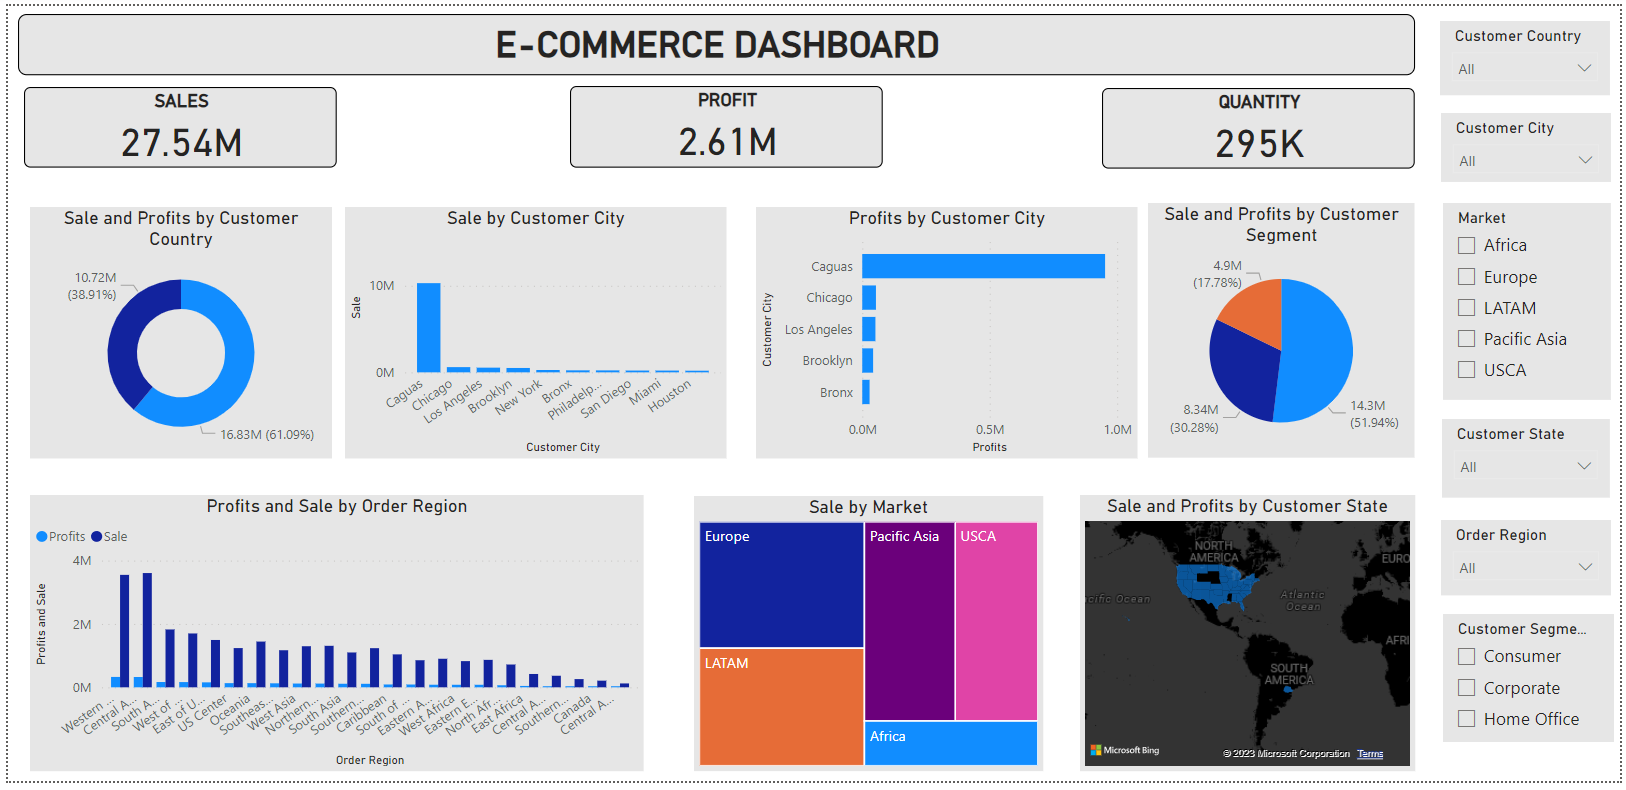 E-COMMERCE DASHBOARD
SALES
27.54M
PROFIT
2.61M
QUANTITY
295K
Customer Country
All
Customer City
All
Market
Africa
Europe
LATAM
Pacific Asia
USCA
Customer State
All
Order Region
All
Customer Segme...
Consumer
Corporate
Home Office
Sale and Profits by Customer
Country
10.72M
(38.91%)
16.83M (61.09%)
Sale by Customer City
Sale
10M
0M
Caguas
Chicago
Los Angeles
Brooklyn
New York
Bronx
Philadelp...
San Diego
Miami
Houston
Customer City
Profits by Customer City
Customer City
Caguas
Chicago
Los Angeles
Brooklyn
Bronx
0.0M
0.5M
1.0M
Profits
Sale and Profits by Customer
Segment
4.9M
(17.78%)
8.34M
(30.28%)
14.3M
(51.94%)
Profits and Sale by Order Region
Profits
Sale
Profits and Sale
4M
2M
0M
Western ...
Central A...
South A...
West of ...
East of U...
US Center
Oceania
Southeas...
West Asia
Northern...
South Asia
Southern...
Caribbean
South of ...
Eastern A...
West Africa
Eastern E...
North Afr...
East Africa
Central A...
Southern...
Canada
Central A...
Order Region
Sale by Market
Europe
LATAM
Pacific Asia
USCA
Africa
Sale and Profits by Customer State
NORTH
AMERICA
EURO
cific Ocean
Atlantic
Ocean
AFRI
SOUTH
AMERICA
Microsoft Bing
© 2023 Microsoft Corporation Terms